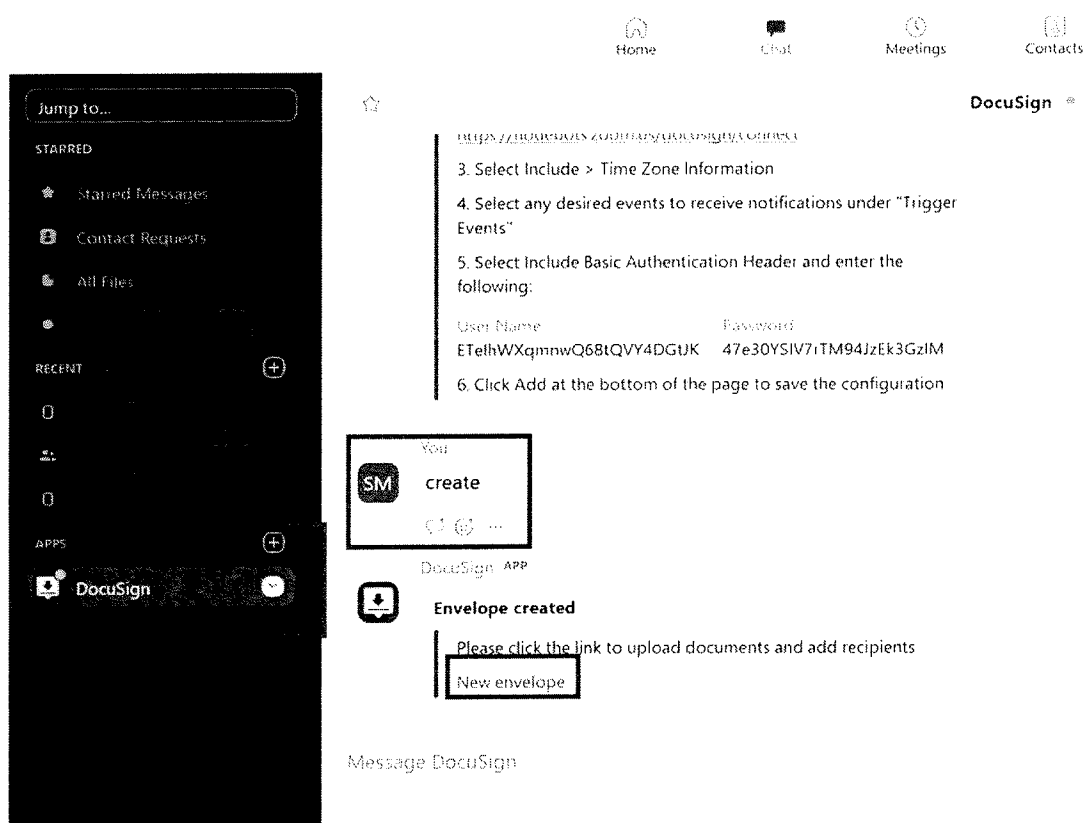 Home Chat Meetings Contacts
Jump to...
STARRED
Starred Messages
Contact Requests
All Files
RECENT
APPS
DocuSign
DocuSign
3. Select Include > Time Zone Information
4. Select any desired events to receive notifications under "Trigger
Events"
5. Select Include Basic Authentication Header and enter the
following:
User Name Password
6. Click Add at the bottom of the page to save the configuration
You
SM create
DocuSign APP
Envelope created
Please click the link to upload documents and add recipients
New envelope
Message DocuSign